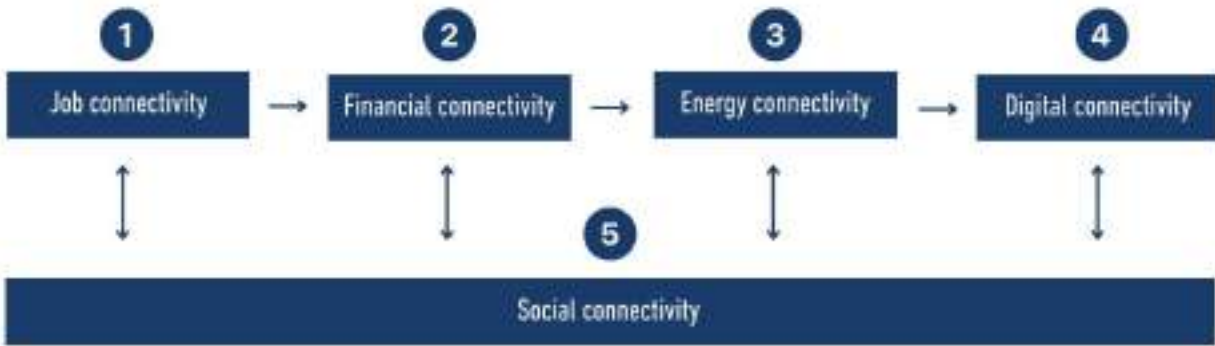 1
2
3
4
Job connectivity
Financial connectivity
Energy connectivity
Digital connectivity
5
Social connectivity